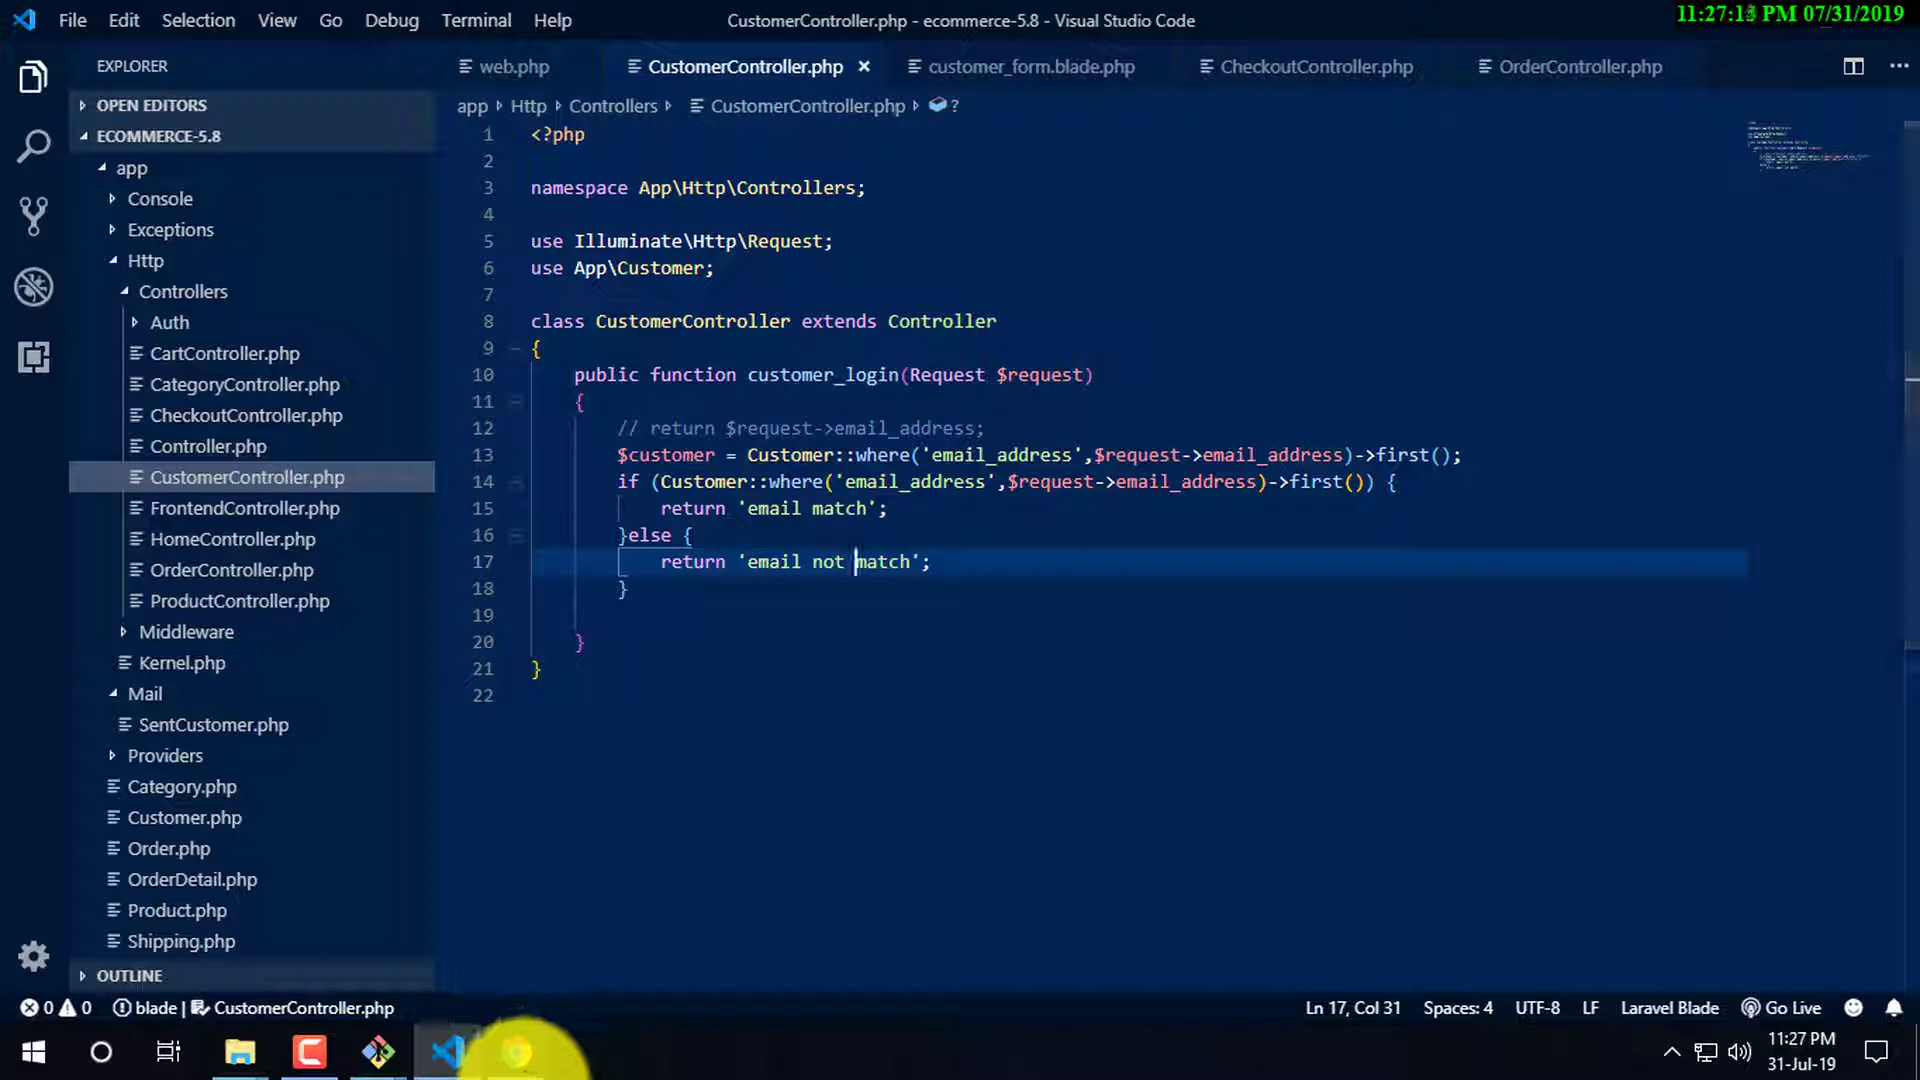 File Edit Selection View Go Debug Terminal Help
CustomerController.php - ecommerce-5.8 - Visual Studio Code
PM 07/31/2019
EXPLORER
OPEN EDITORS
ECOMMERCE-5.8
app
Console
Exceptions
Http
Controllers
Auth
CartController.php
CategoryController.php
CheckoutController.php
Controller.php
CustomerController.php
FrontendController.php
HomeController.php
OrderController.php
ProductController.php
Middleware
Kernel.php
Mail
SentCustomer.php
Providers
Category.php
Customer.php
Order.php
OrderDetail.php
Product.php
Shipping.php
OUTLINE
web.php CustomerController.php × customer_form.blade.php CheckoutController.php OrderController.php
app Http Controllers CustomerController.php ?
1 <?php
2
3 namespace App\Http\Controllers;
4
5 use Illuminate\Http\Request;
6 use App\Customer;
7
8 class CustomerController extends Controller
9 {
10 public function customer_login(Request $request)
11 {
12 // return $request->email_address;
13 $customer = Customer::where('email_address',$request->email_address)->first();
14 if (Customer::where('email_address',$request->email_address)->first()) {
15 return 'email match';
16 }else {
17 return 'email not match';
18 }
19
20 }
21 }
22
0 0 blade | CustomerController.php
Ln 17, Col 31 Spaces: 4 UTF-8 LF Laravel Blade Go Live
11:27 PM
31-Jul-19